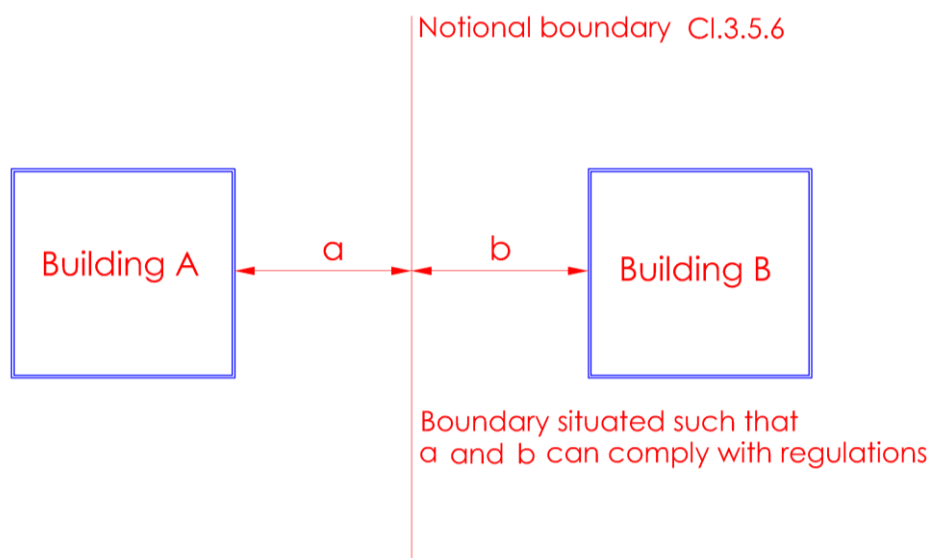 Notional boundary Cl.3.5.6
a
b
Building A
Building B
Boundary situated such that
a and b can comply with regulations